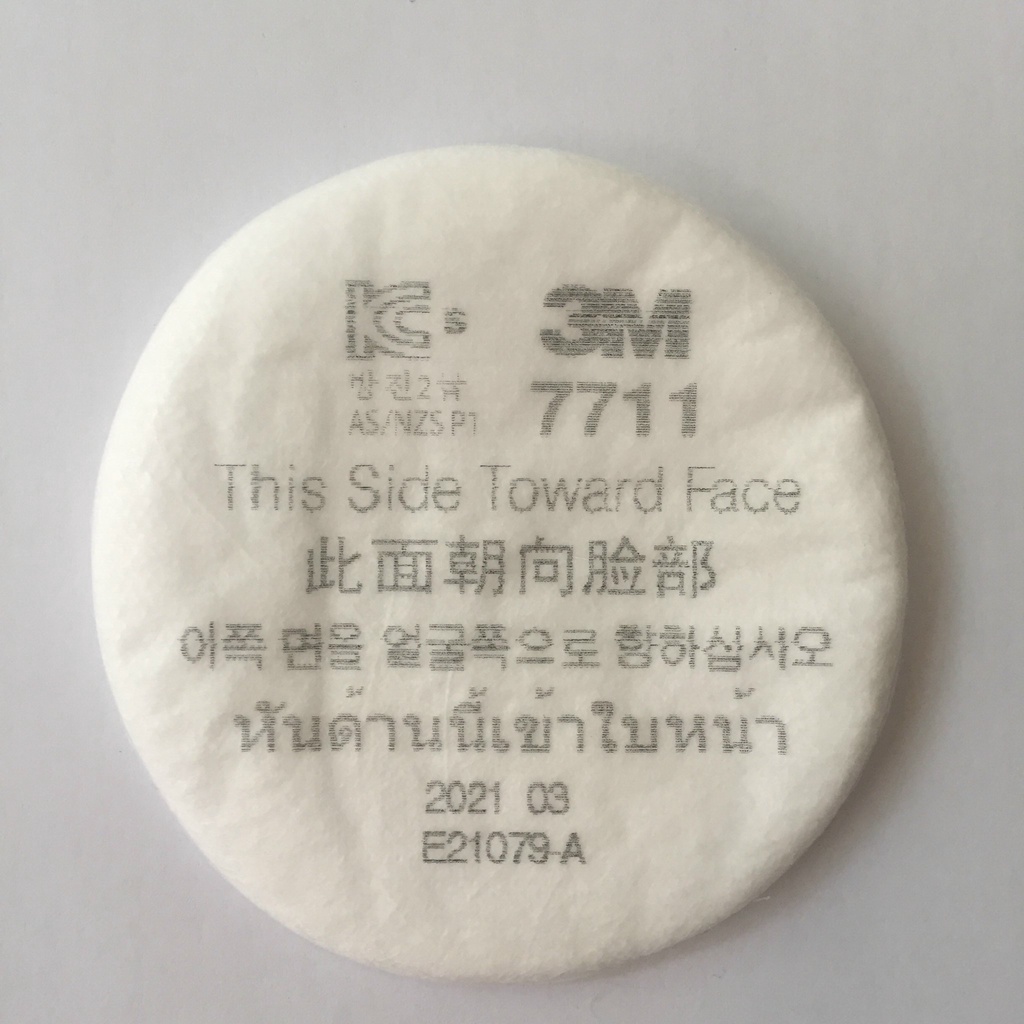 KCs 3M
방진2급 7711
AS/NZS P1
This Side Toward Face
此面朝向脸部
이쪽 면을 얼굴쪽으로 향하십시오
หันด้านนี้เข้าใบหน้า
2021 03
E21079-A